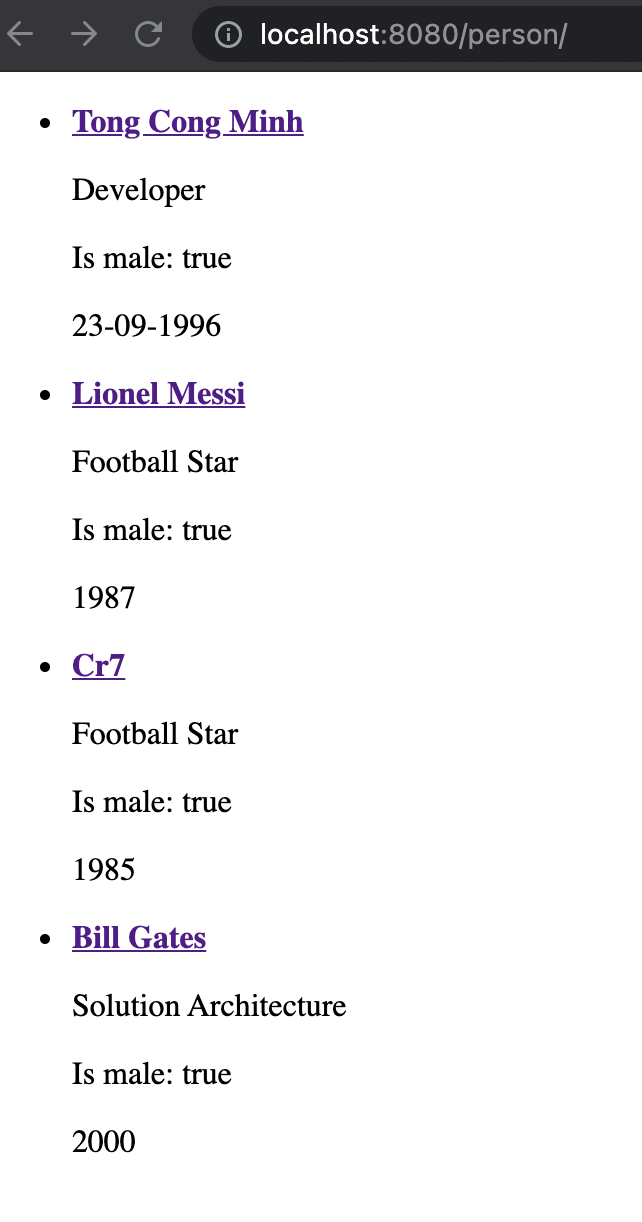 localhost:8080/person/
Tong Cong Minh
Developer
Is male: true
23-09-1996
Lionel Messi
Football Star
Is male: true
1987
Cr7
Football Star
Is male: true
1985
Bill Gates
Solution Architecture
Is male: true
2000